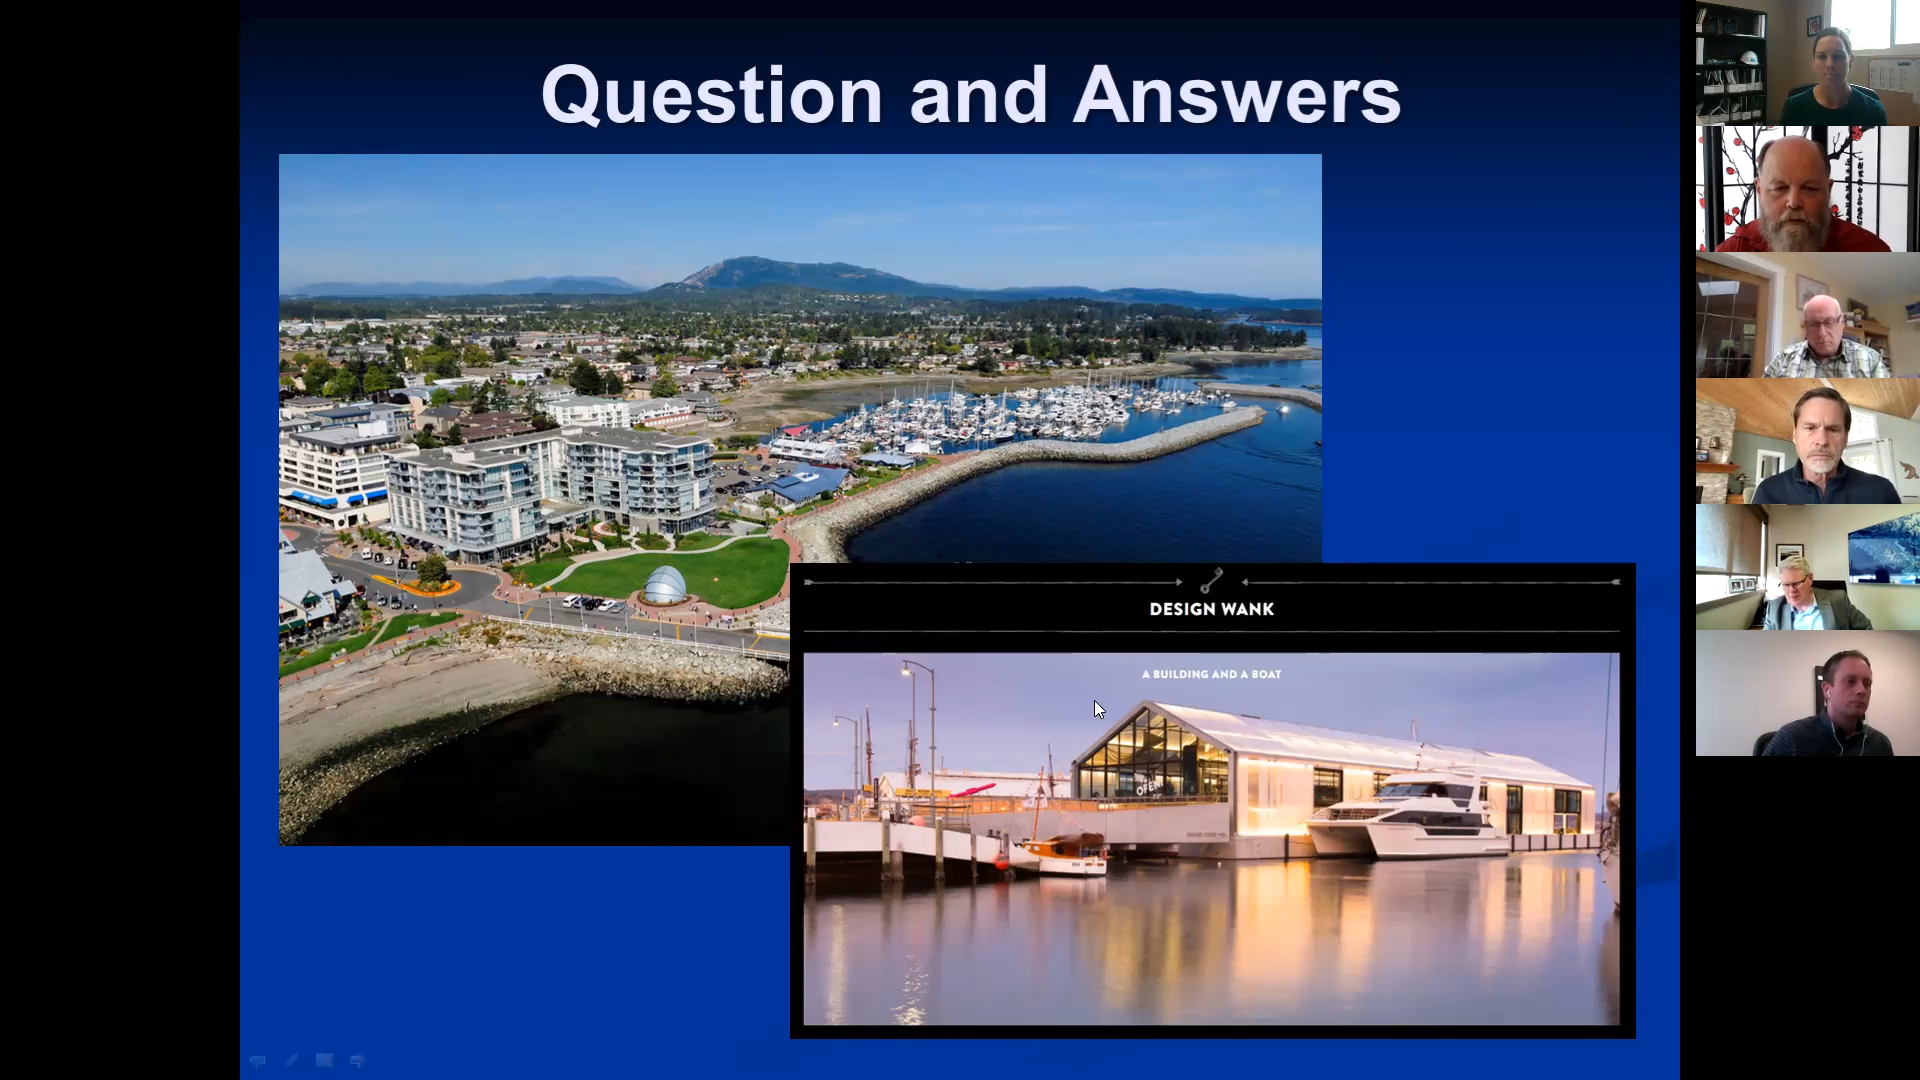 Question and Answers
DESIGN WANK
A BUILDING AND A BOAT
OPEN